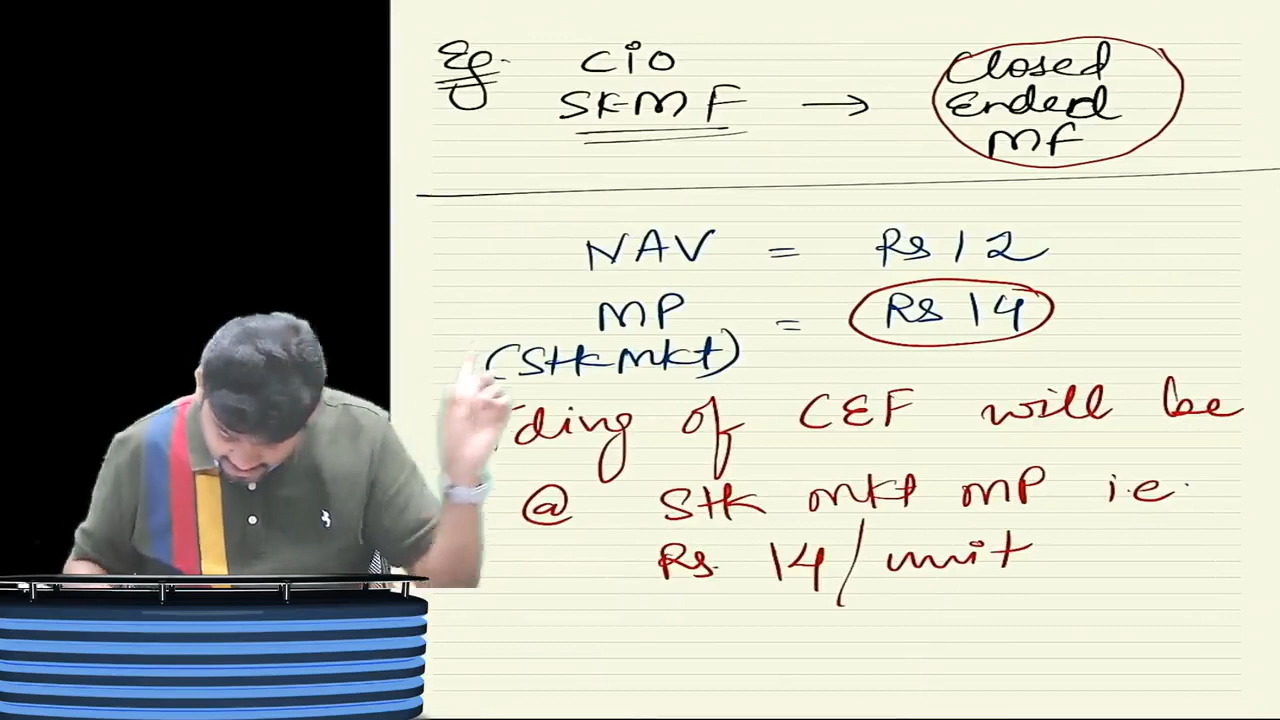 Eg. CiO
SKMF → Closed Ended MF
NAV = Rs 12
MP = Rs 14
(Stk mkt)
ding of CEF will be
@ Stk mkt MP i.e.
Rs. 14/unit